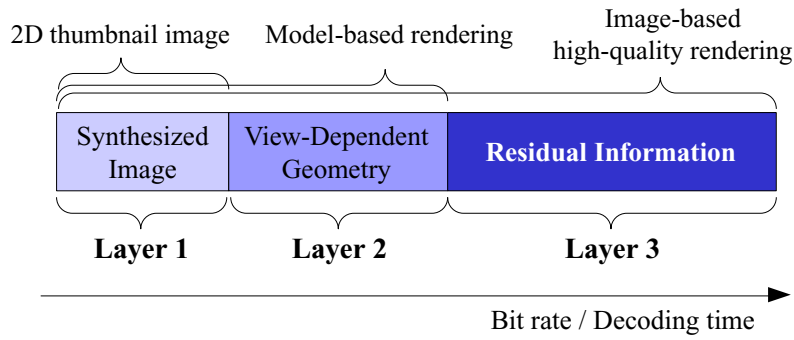 2D thumbnail image
Model-based rendering
Image-based
high-quality rendering
Synthesized
Image
View-Dependent
Geometry
Residual Information
Layer 1
Layer 2
Layer 3
Bit rate / Decoding time